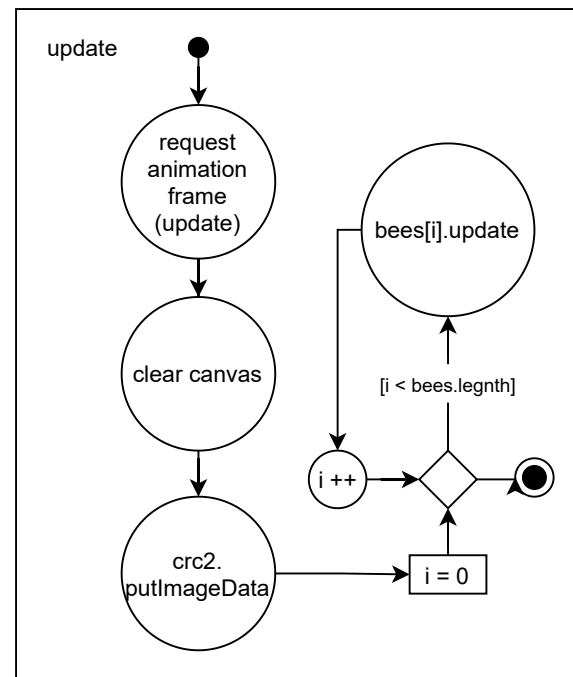 update
request
animation
frame
(update)
clear canvas
crc2.
putImageData
i = 0
[i < bees.legnth]
bees[i].update
i ++